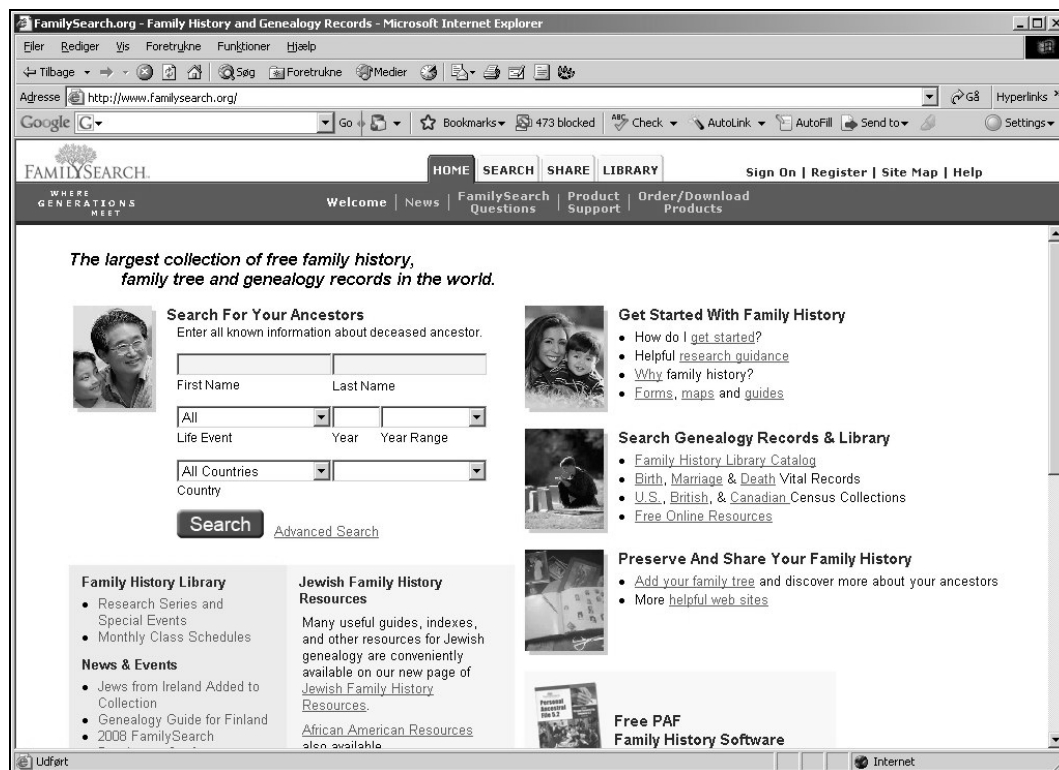 FamilySearch.org - Family History and Genealogy Records - Microsoft Internet Explorer
Filer Rediger Vis Foretrukne Funktioner Hjælp
Tilbage Søg Foretrukne Medier
Adresse http://www.familysearch.org/ Gå Hyperlinks »
Google G Go Bookmarks 473 blocked ABC Check AutoLink AutoFill Send to Settings
FAMILYSEARCH.
HOME SEARCH SHARE LIBRARY
Sign On | Register | Site Map | Help
WHERE
GENERATIONS
MEET
Welcome | News | FamilySearch Questions | Product Support | Order/Download Products
The largest collection of free family history,
family tree and genealogy records in the world.
Search For Your Ancestors
Enter all known information about deceased ancestor.
First Name Last Name
All
Life Event Year Year Range
All Countries
Country
Search Advanced Search
Get Started With Family History
• How do I get started?
• Helpful research guidance
• Why family history?
• Forms, maps and guides
Search Genealogy Records & Library
• Family History Library Catalog
• Birth, Marriage & Death Vital Records
• U.S., British, & Canadian Census Collections
• Free Online Resources
Preserve And Share Your Family History
• Add your family tree and discover more about your ancestors
• More helpful web sites
Family History Library
• Research Series and
Special Events
• Monthly Class Schedules
News & Events
• Jews from Ireland Added to
Collection
• Genealogy Guide for Finland
• 2008 FamilySearch
Jewish Family History
Resources
Many useful guides, indexes,
and other resources for Jewish
genealogy are conveniently
available on our new page of
Jewish Family History
Resources.
African American Resources
also available
Personal
Ancestral
File 5.2
Free PAF
Family History Software
Udført Internet